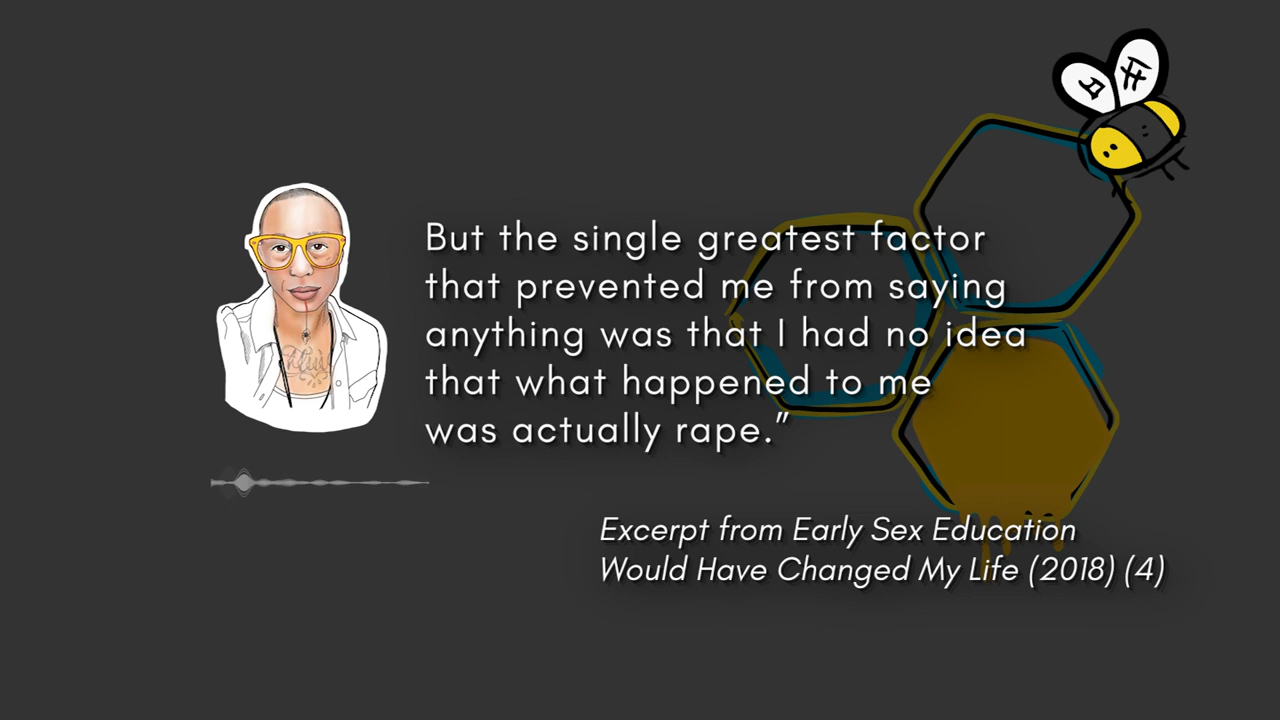 But the single greatest factor
that prevented me from saying
anything was that I had no idea
that what happened to me
was actually rape.”
Excerpt from Early Sex Education
Would Have Changed My Life (2018) (4)